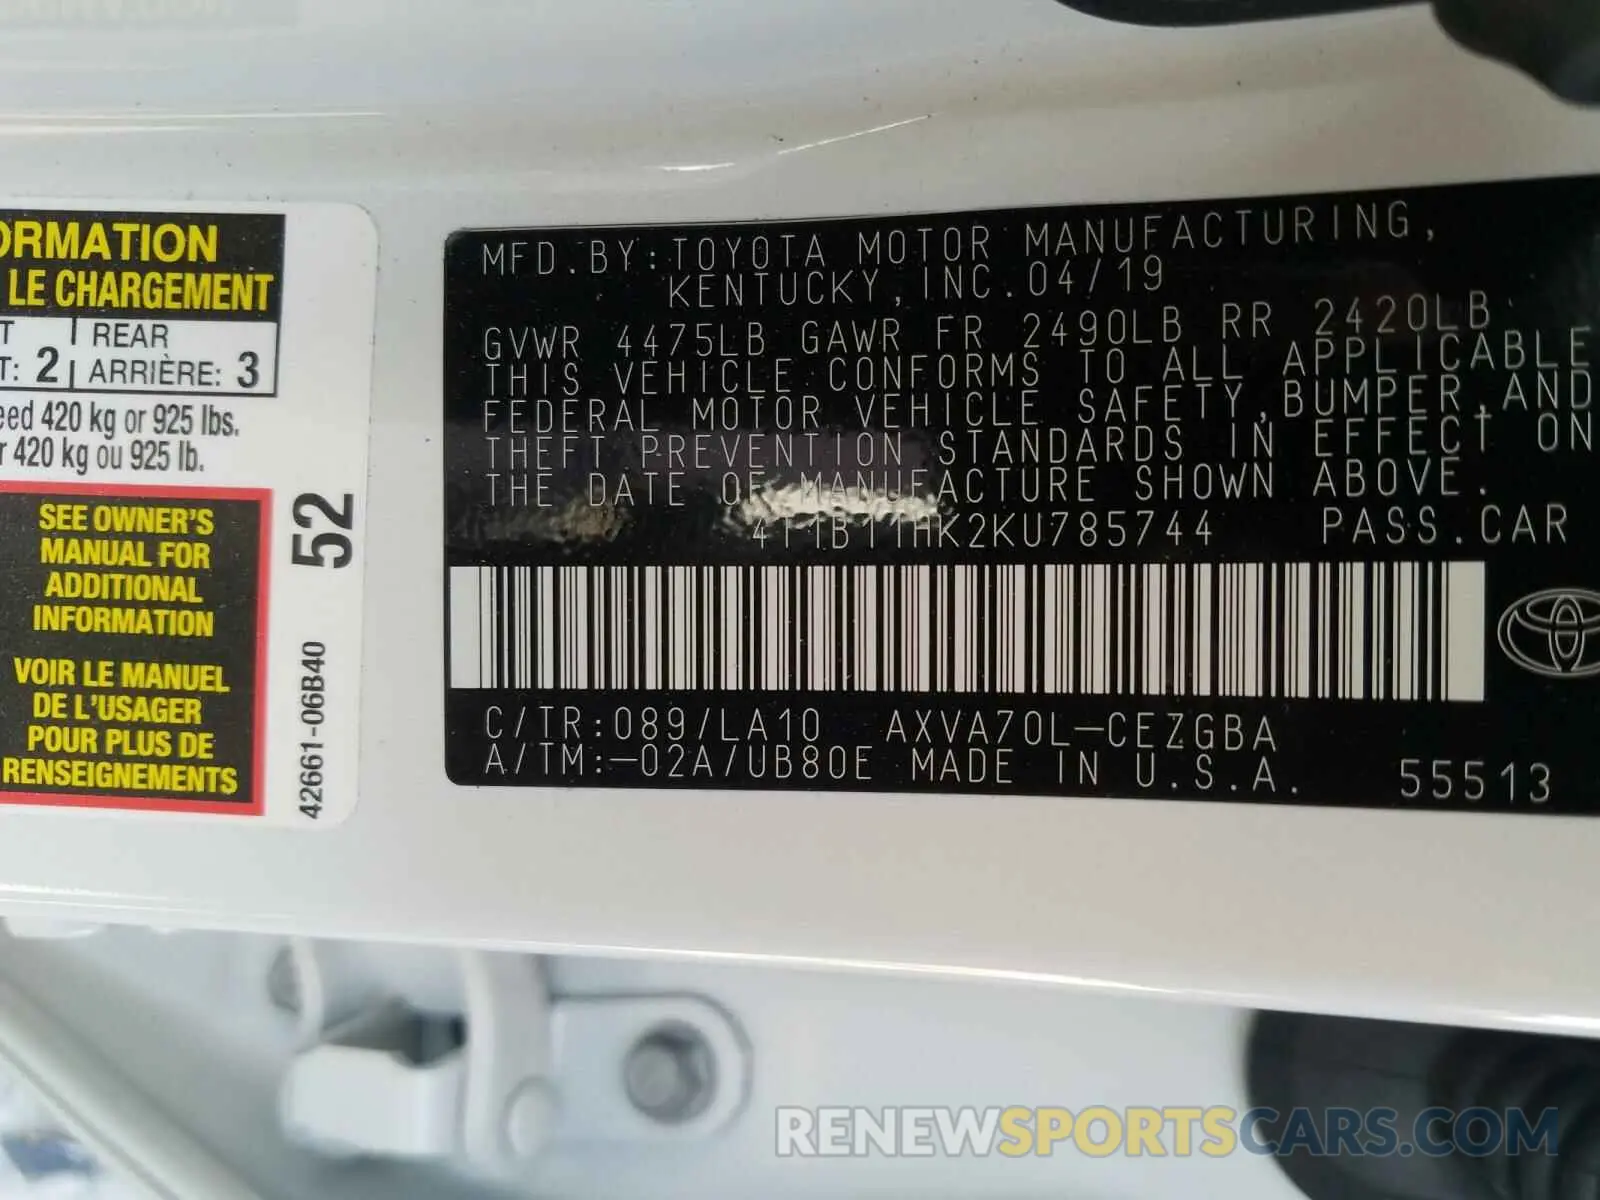 ORMATION
LE CHARGEMENT
T REAR
T: 2 ARRIÈRE: 3
eed 420 kg or 925 lbs.
r 420 kg ou 925 lb.
SEE OWNER'S
MANUAL FOR
ADDITIONAL
INFORMATION
VOIR LE MANUEL
DE L'USAGER
POUR PLUS DE
RENSEIGNEMENTS
52
42661-06B40
MFD.BY:TOYOTA MOTOR MANUFACTURING,
KENTUCKY,INC.04/19
GVWR 4475LB GAWR FR 2490LB RR 2420LB
THIS VEHICLE CONFORMS TO ALL APPLICABLE
FEDERAL MOTOR VEHICLE SAFETY,BUMPER,AND
THEFT PREVENTION STANDARDS IN EFFECT ON
THE DATE OF MANUFACTURE SHOWN ABOVE.
4T1B11HK2KU785744 PASS.CAR
C/TR:089/LA10 AXVA70L-CEZGBA
A/TM:-02A/UB80E MADE IN U.S.A. 55513
RENEWSPORTSCARS.COM